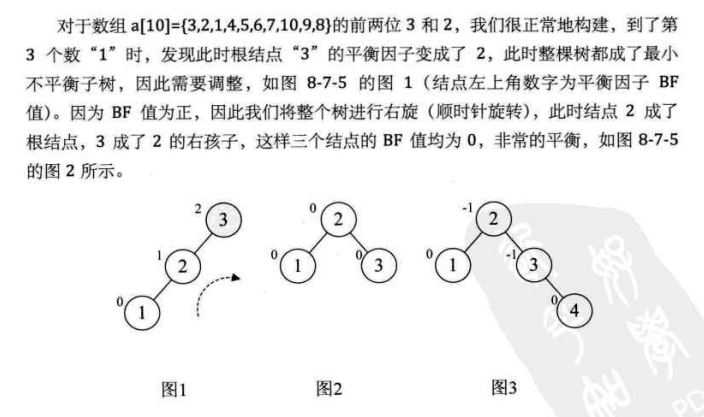 对于数组 a[10]={3,2,1,4,5,6,7,10,9,8}的前两位 3 和 2，我们很正常地构建，到了第
3 个数“1”时，发现此时根结点“3”的平衡因子变成了 2，此时整棵树都成了最小
不平衡子树，因此需要调整，如图 8-7-5 的图 1（结点左上角数字为平衡因子 BF
值）。因为 BF 值为正，因此我们将整个树进行右旋（顺时针旋转），此时结点 2 成了
根结点，3 成了 2 的右孩子，这样三个结点的 BF 值均为 0，非常的平衡，如图 8-7-5
的图 2 所示。
2 3 0 2 -1 2
1 2 0 1 0 3 0 1 -1 3
0 1 0 4
图1 图2 图3
PD